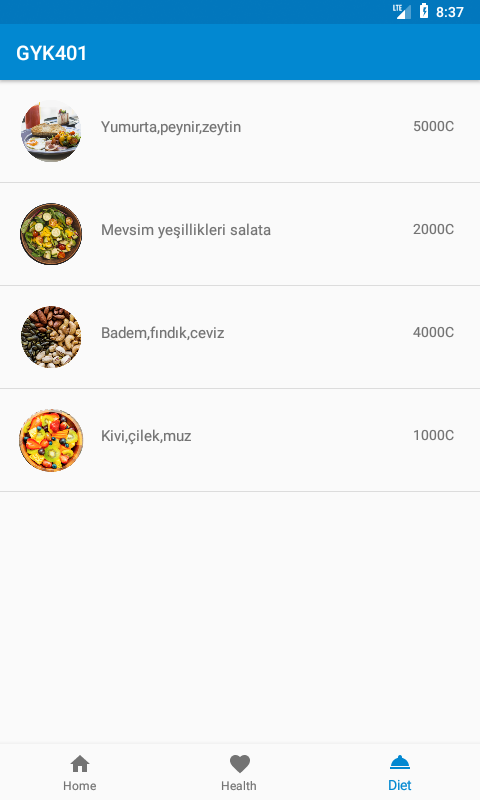 LTE 8:37
GYK401
Yumurta,peynir,zeytin 5000C
Mevsim yeşillikleri salata 2000C
Badem,fındık,ceviz 4000C
Kivi,çilek,muz 1000C
Home Health Diet